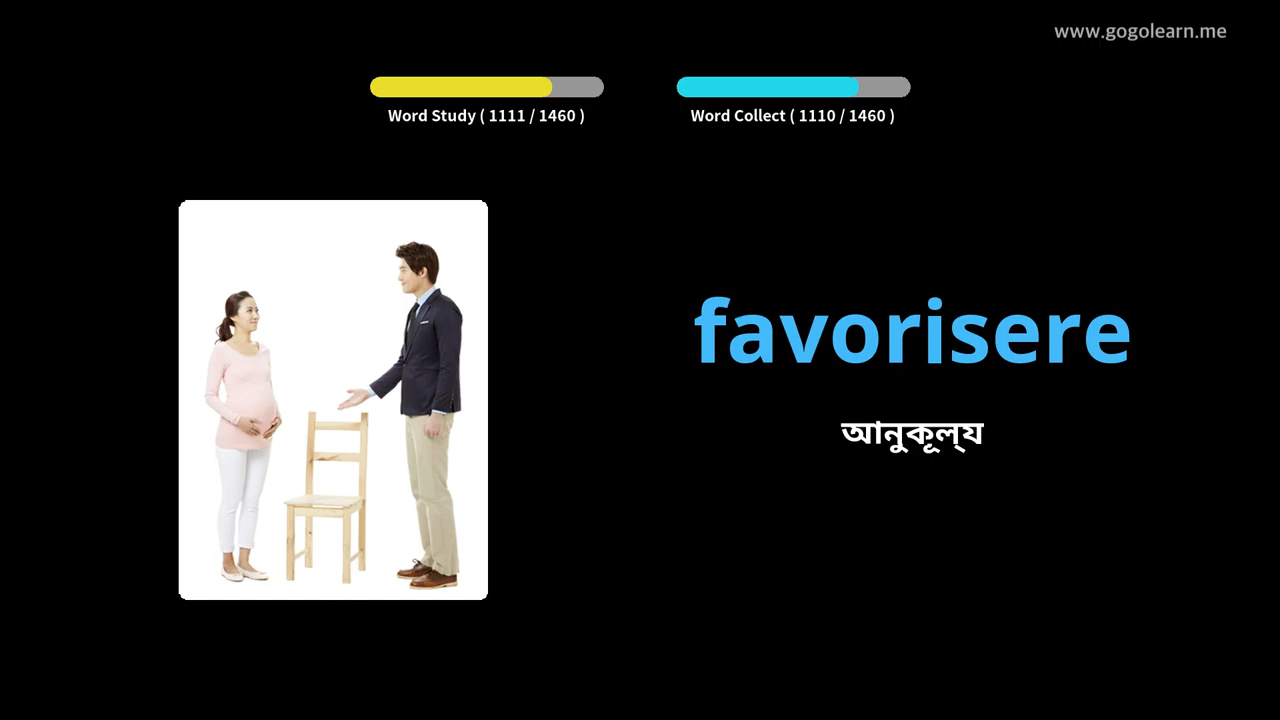 www.gogolearn.me
Word Study ( 1111 / 1460 )
Word Collect ( 1110 / 1460 )
favorisere
আনুকূল্য